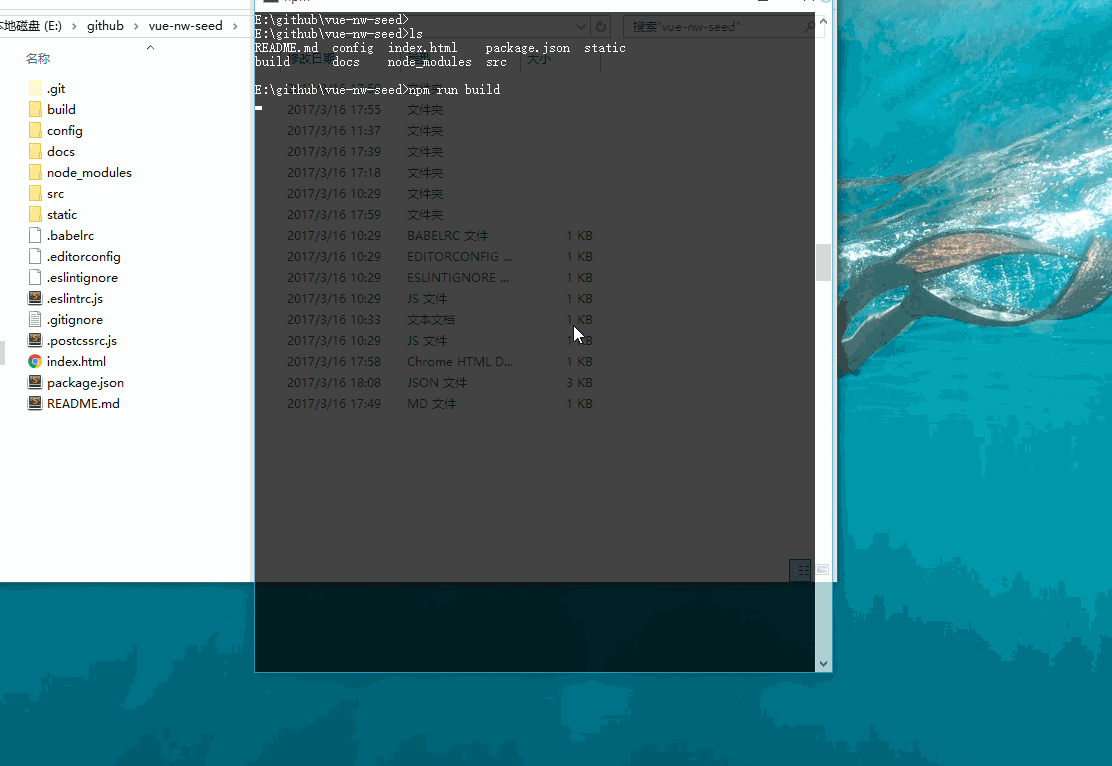 npm
本地磁盘 (E:) > github > vue-nw-seed >
搜索"vue-nw-seed"
E:\github\vue-nw-seed>
E:\github\vue-nw-seed>ls
README.md config index.html package.json static
build docs node_modules src
E:\github\vue-nw-seed>npm run build
名称 修改日期 大小
.git 文件夹
build 2017/3/16 17:55 文件夹
config 2017/3/16 11:37 文件夹
docs 2017/3/16 17:39 文件夹
node_modules 2017/3/16 17:18 文件夹
src 2017/3/16 10:29 文件夹
static 2017/3/16 17:59 文件夹
.babelrc 2017/3/16 10:29 BABELRC 文件 1 KB
.editorconfig 2017/3/16 10:29 EDITORCONFIG ... 1 KB
.eslintignore 2017/3/16 10:29 ESLINTIGNORE ... 1 KB
.eslintrc.js 2017/3/16 10:29 JS 文件 1 KB
.gitignore 2017/3/16 10:33 文本文档 1 KB
.postcssrc.js 2017/3/16 10:29 JS 文件 1 KB
index.html 2017/3/16 17:58 Chrome HTML D... 1 KB
package.json 2017/3/16 18:08 JSON 文件 3 KB
README.md 2017/3/16 17:49 MD 文件 1 KB